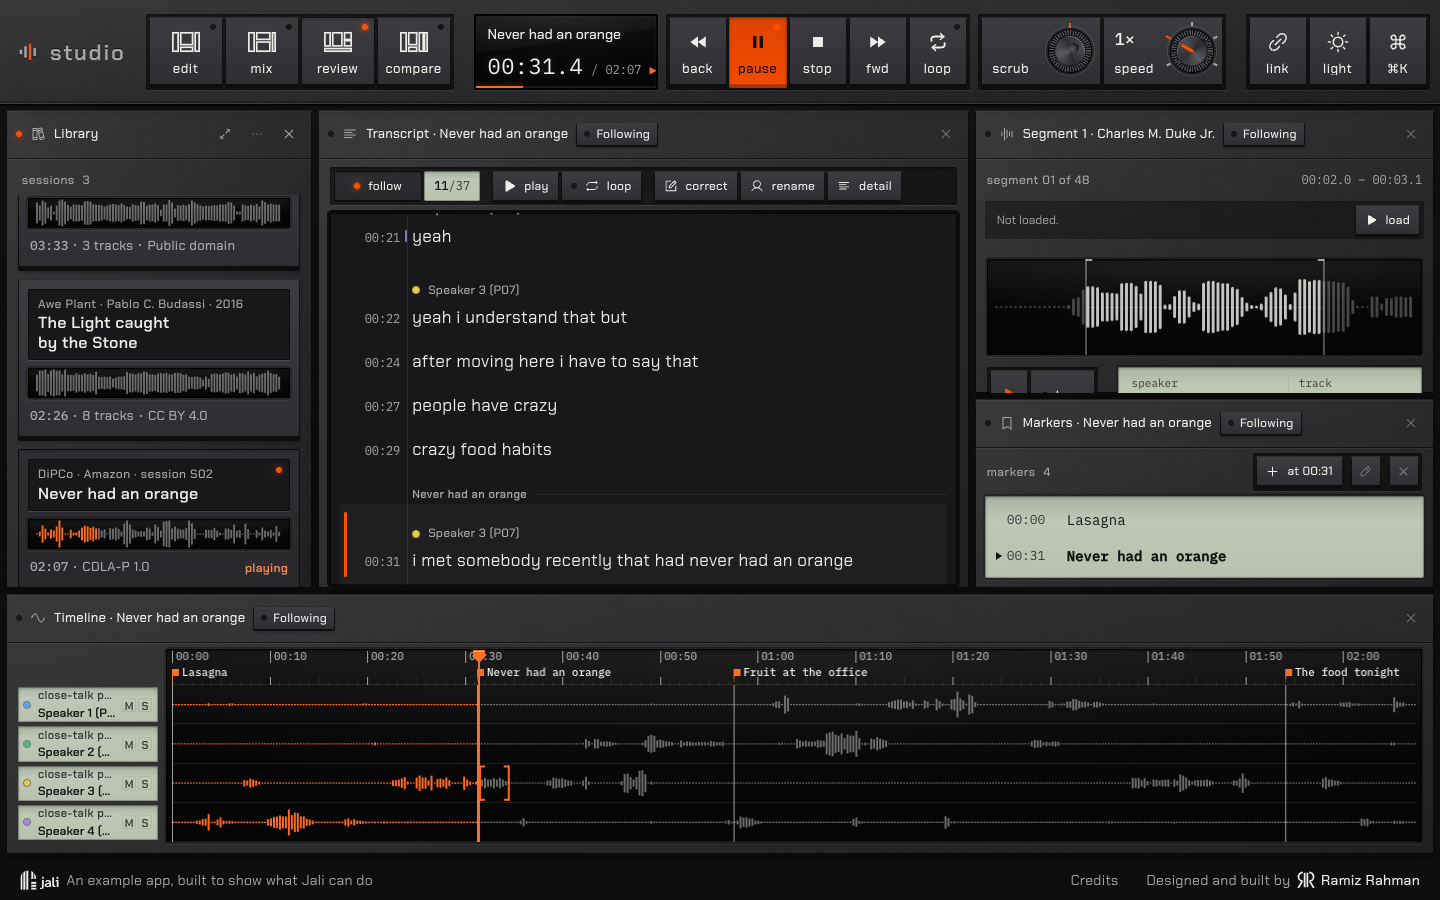 studio
edit
mix
review
compare
Never had an orange
00:31.4 / 02:07
back
pause
stop
fwd
loop
scrub
1×
speed
link
light
⌘K
Library
sessions 3
03:33 · 3 tracks · Public domain
Awe Plant · Pablo C. Budassi · 2016
The Light caught
by the Stone
02:26 · 8 tracks · CC BY 4.0
DiPCo · Amazon · session S02
Never had an orange
02:07 · CDLA-P 1.0
playing
Transcript · Never had an orange
Following
follow
11/37
play
loop
correct
rename
detail
00:21 yeah
Speaker 3 (P07)
00:22 yeah i understand that but
00:24 after moving here i have to say that
00:27 people have crazy
00:29 crazy food habits
Never had an orange
Speaker 3 (P07)
00:31 i met somebody recently that had never had an orange
Segment 1 · Charles M. Duke Jr.
Following
segment 01 of 48
00:02.0 – 00:03.1
Not loaded.
load
speaker
track
Markers · Never had an orange
Following
markers 4
+ at 00:31
00:00 Lasagna
00:31 Never had an orange
Timeline · Never had an orange
Following
00:00 00:10 00:20 00:30 00:40 00:50 01:00 01:10 01:20 01:30 01:40 01:50 02:00
Lasagna
Never had an orange
Fruit at the office
The food tonight
close-talk p...
Speaker 1 (P... M S
close-talk p...
Speaker 2 (... M S
close-talk p...
Speaker 3 (... M S
close-talk p...
Speaker 4 (... M S
jali An example app, built to show what Jali can do
Credits
Designed and built by Ramiz Rahman